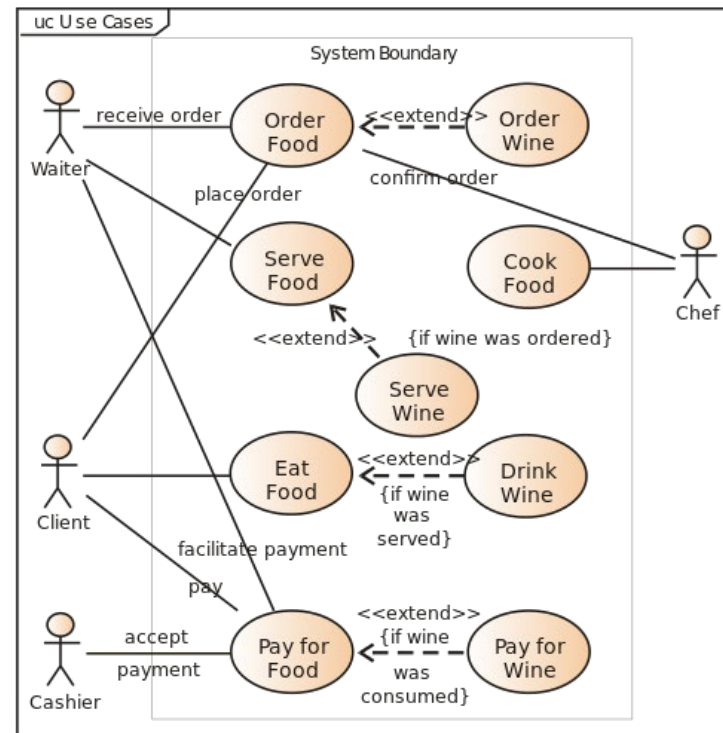 uc Use Cases
System Boundary
receive order
Order
Food
<<extend>>
Order
Wine
Waiter
place order
confirm order
Serve
Food
Cook
Food
Chef
<<extend>>
{if wine was ordered}
Serve
Wine
Client
Eat
Food
<<extend>>
{if wine
was
served}
Drink
Wine
facilitate payment
pay
accept
payment
Cashier
Pay for
Food
<<extend>>
{if wine
was
consumed}
Pay for
Wine